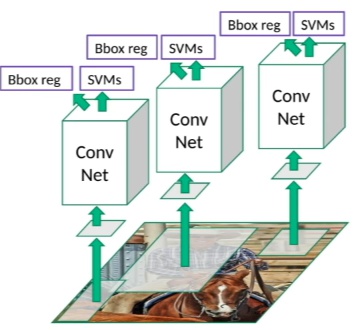 Bbox reg SVMs
Bbox reg SVMs
Bbox reg SVMs
Conv
Net
Conv
Net
Conv
Net